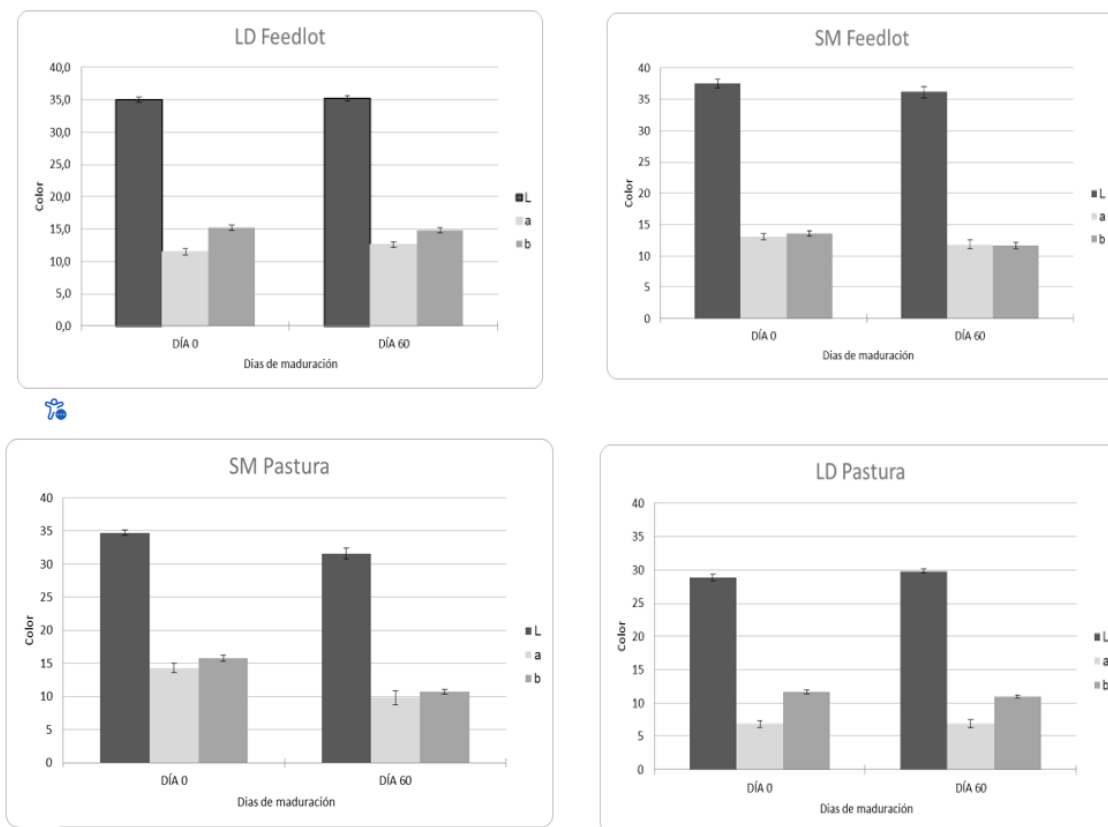 LD Feedlot
40,0
35,0
30,0
25,0
20,0
15,0
10,0
5,0
0,0
Color
DÍA 0
DÍA 60
Dias de maduración
L
a
b
SM Feedlot
40
35
30
25
20
15
10
5
0
Color
DÍA 0
DÍA 60
Dias de maduración
L
a
b
SM Pastura
40
35
30
25
20
15
10
5
0
Color
DÍA 0
DÍA 60
Dias de maduración
L
a
b
LD Pastura
40
35
30
25
20
15
10
5
0
Color
DÍA 0
DÍA 60
Dias de maduración
L
a
b